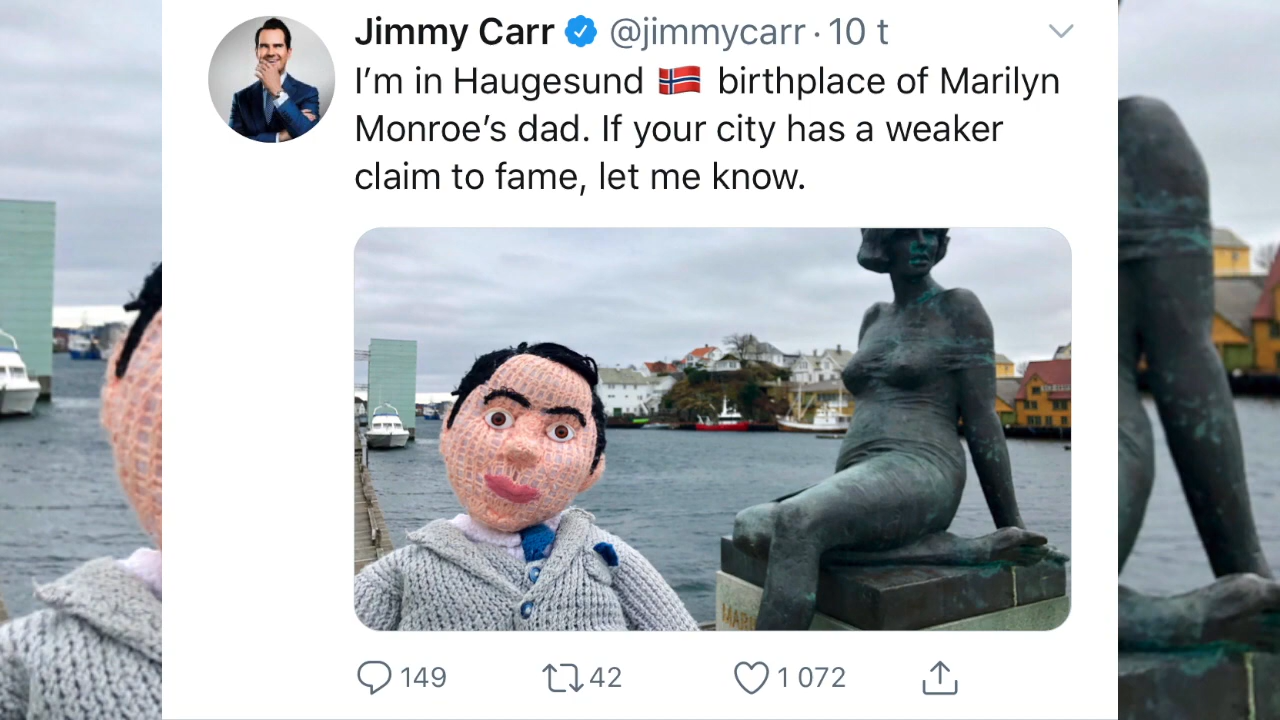 Jimmy Carr @jimmycarr · 10 t
I’m in Haugesund 🇳🇴 birthplace of Marilyn
Monroe’s dad. If your city has a weaker
claim to fame, let me know.
149 42 1 072